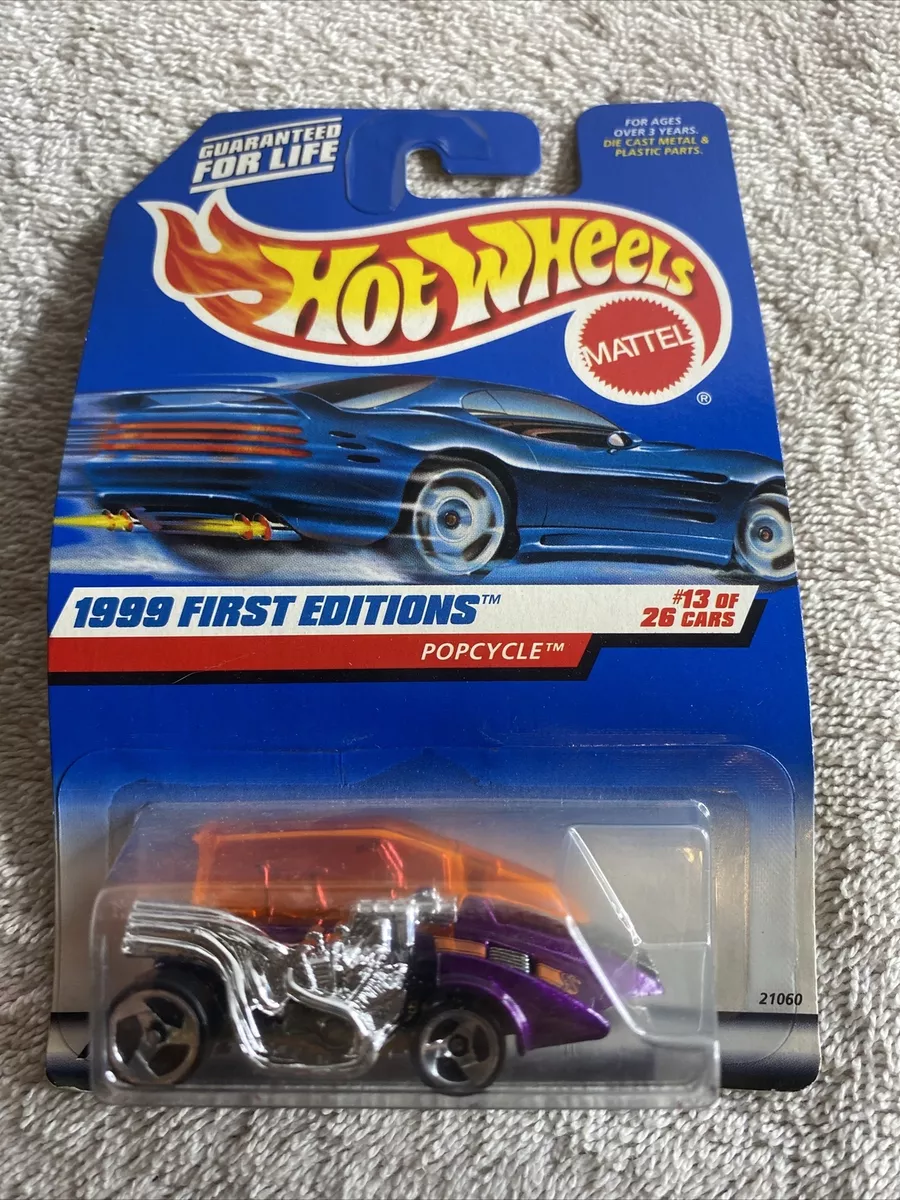 GUARANTEED
FOR LIFE
FOR AGES
OVER 3 YEARS.
DIE CAST METAL &
PLASTIC PARTS.
HOT WHEELS
MATTEL
®
1999 FIRST EDITIONS™
#13 OF
26 CARS
POPCYCLE™
21060